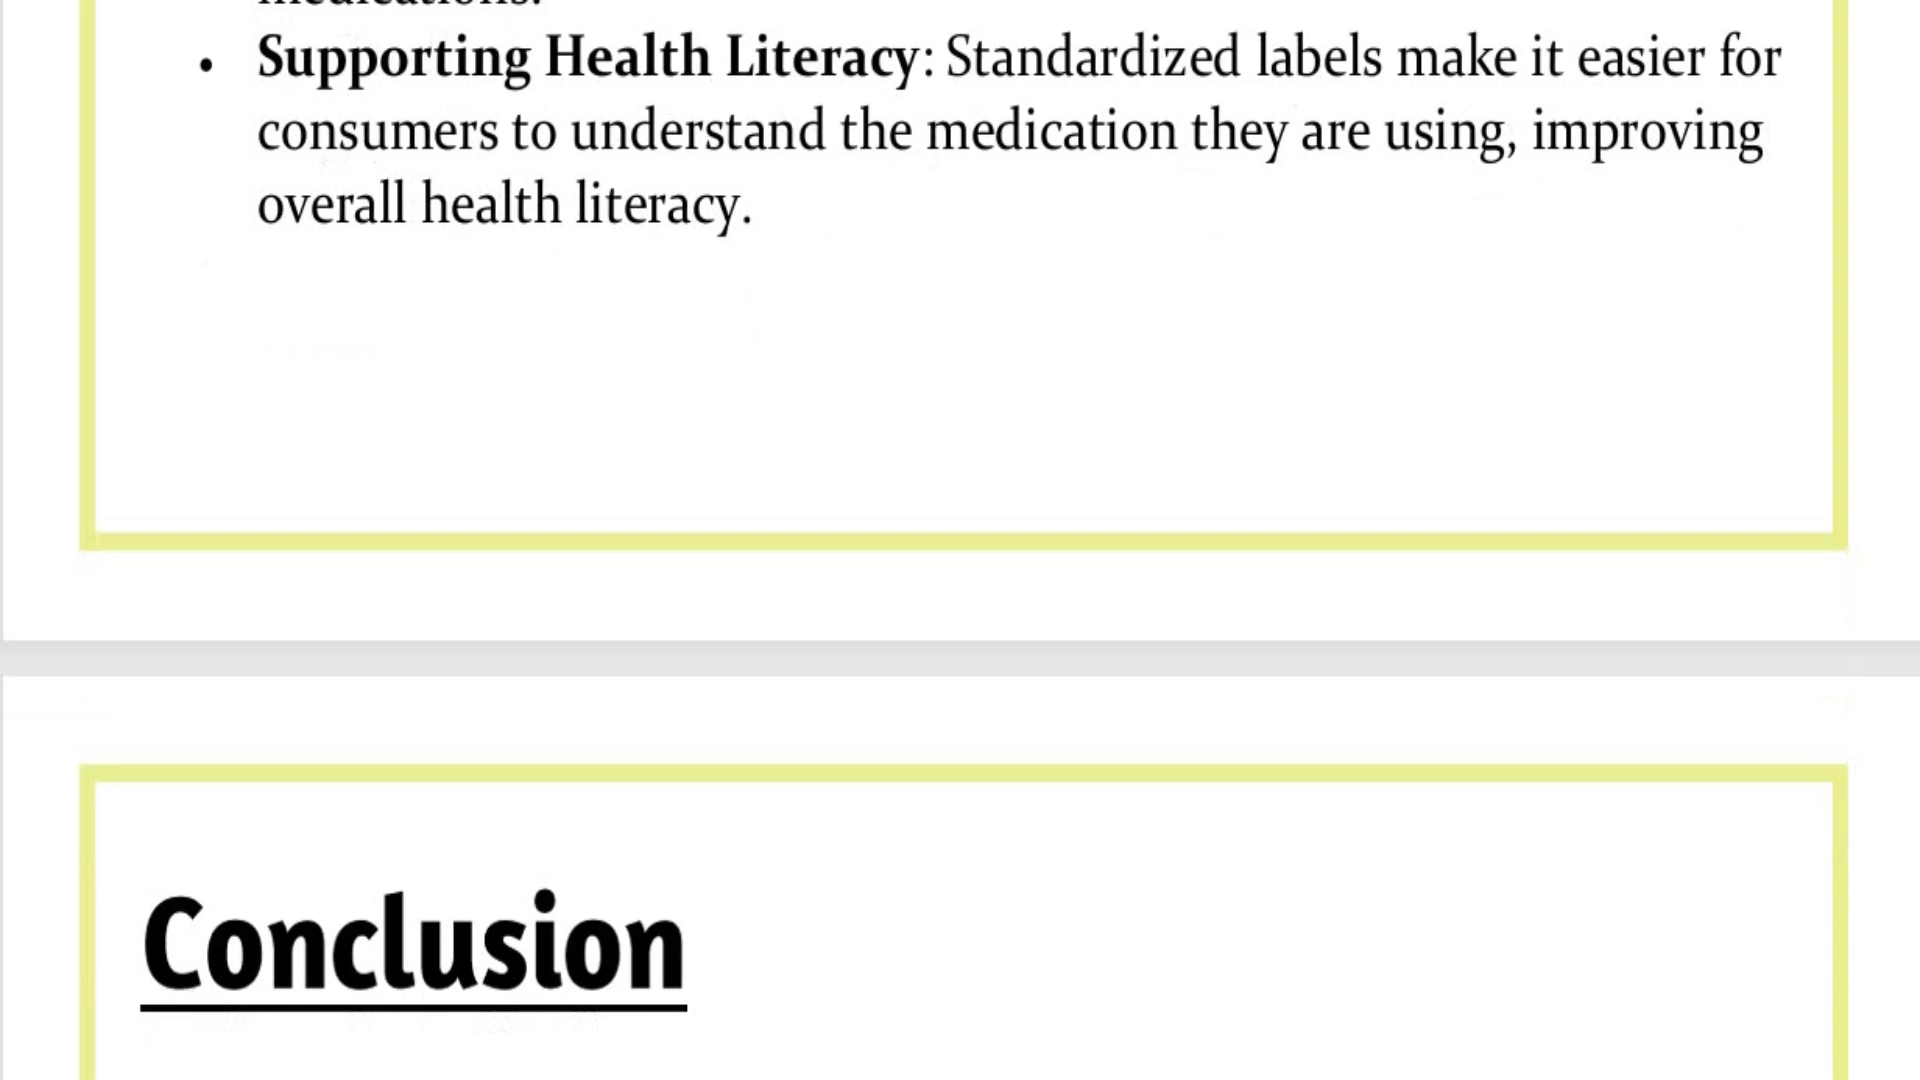 medications.
• Supporting Health Literacy: Standardized labels make it easier for
consumers to understand the medication they are using, improving
overall health literacy.
Conclusion